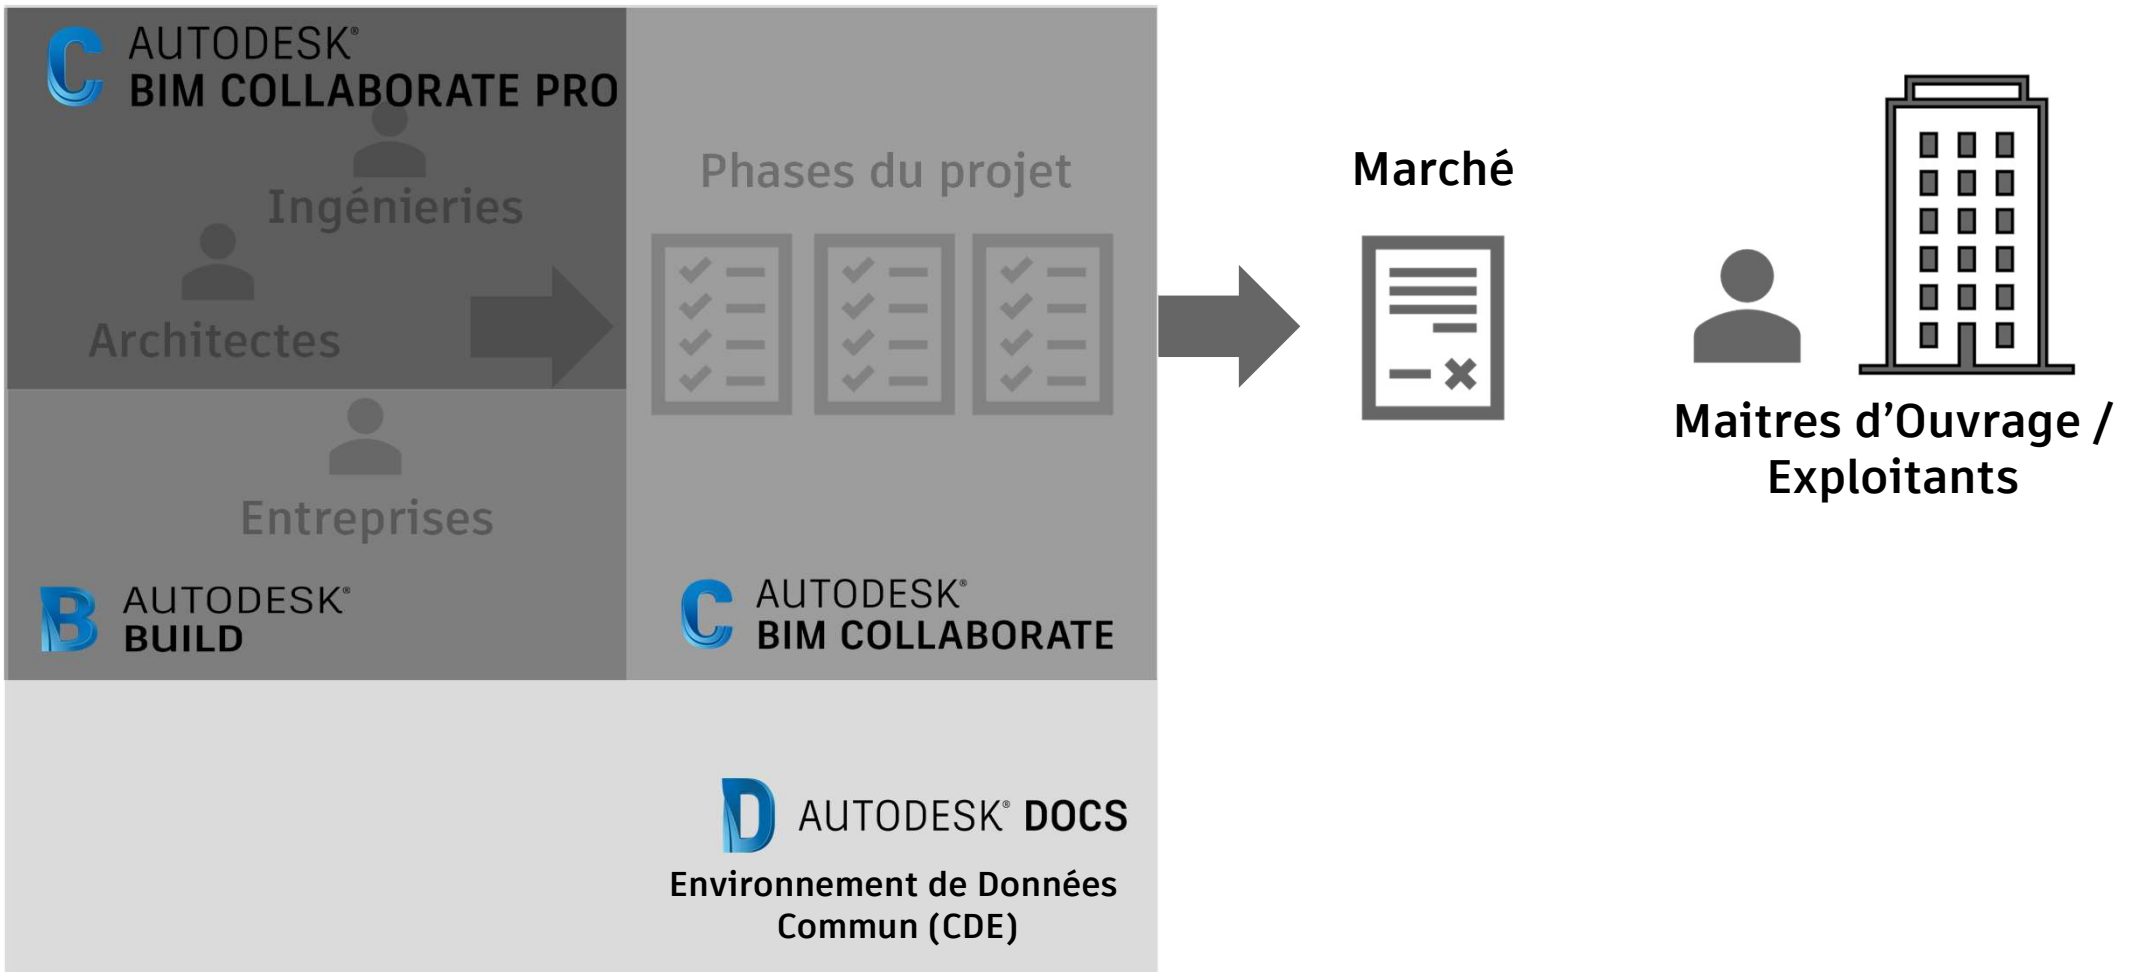 AUTODESK®
BIM COLLABORATE PRO
Ingénieries
Architectes
Entreprises
AUTODESK®
BUILD
Phases du projet
AUTODESK®
BIM COLLABORATE
AUTODESK® DOCS
Environnement de Données
Commun (CDE)
Marché
Maitres d’Ouvrage /
Exploitants